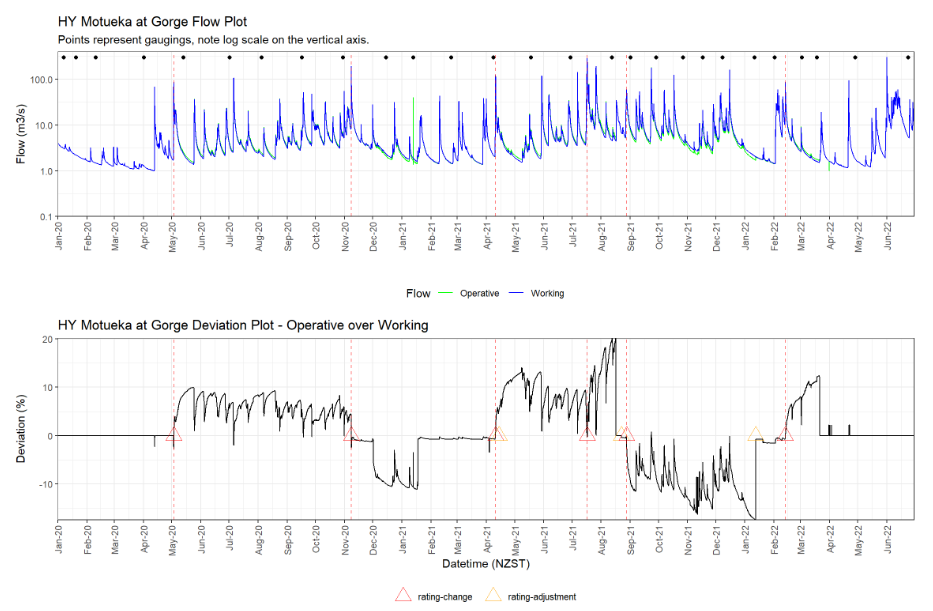 HY Motueka at Gorge Flow Plot
Points represent gaugings, note log scale on the vertical axis.
Flow (m3/s)
100.0
10.0
1.0
0.1
Jan-20 Feb-20 Mar-20 Apr-20 May-20 Jun-20 Jul-20 Aug-20 Sep-20 Oct-20 Nov-20 Dec-20 Jan-21 Feb-21 Mar-21 Apr-21 May-21 Jun-21 Jul-21 Aug-21 Sep-21 Oct-21 Nov-21 Dec-21 Jan-22 Feb-22 Mar-22 Apr-22 May-22 Jun-22
Flow Operative Working
HY Motueka at Gorge Deviation Plot - Operative over Working
Deviation (%)
20
10
0
-10
Jan-20 Feb-20 Mar-20 Apr-20 May-20 Jun-20 Jul-20 Aug-20 Sep-20 Oct-20 Nov-20 Dec-20 Jan-21 Feb-21 Mar-21 Apr-21 May-21 Jun-21 Jul-21 Aug-21 Sep-21 Oct-21 Nov-21 Dec-21 Jan-22 Feb-22 Mar-22 Apr-22 May-22 Jun-22
Datetime (NZST)
rating-change rating-adjustment